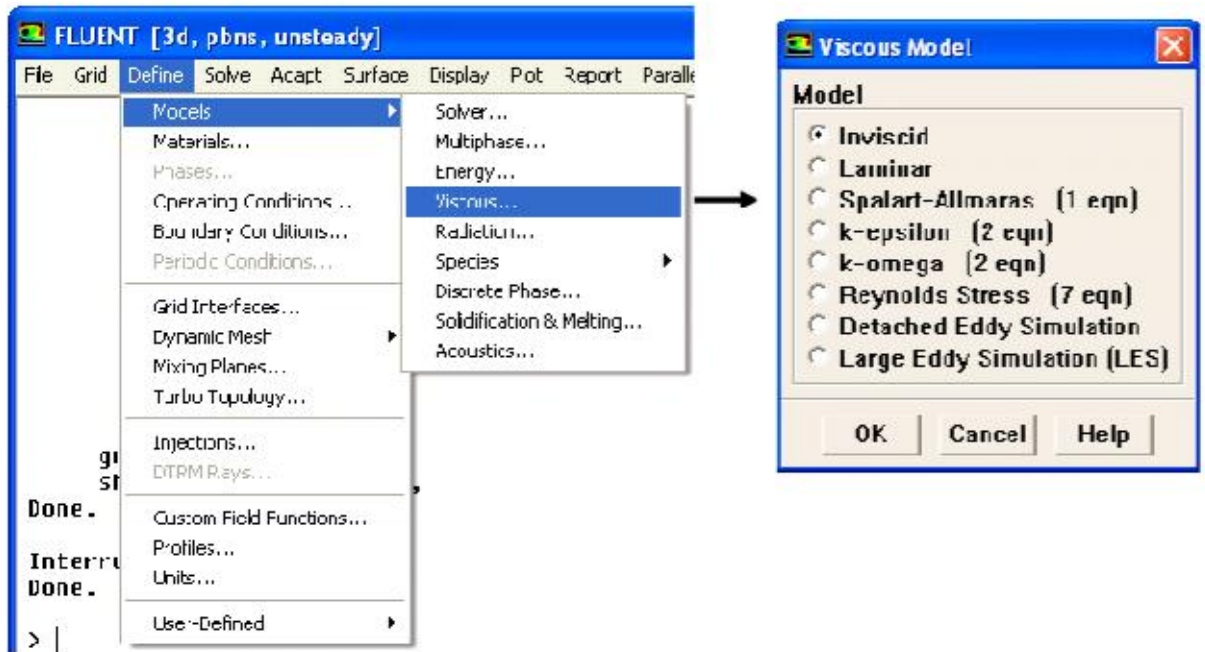 FLUENT [3d, pbns, unsteady]
File Grid Define Solve Adapt Surface Display Plot Report Paralle
Models
Materials...
Phases...
Operating Conditions...
Boundary Conditions...
Periodic Conditions...
Grid Interfaces...
Dynamic Mesh
Mixing Planes...
Turbo Topology...
Injections...
DTRM Rays...
Custom Field Functions...
Profiles...
Units...
User-Defined
Solver...
Multiphase...
Energy...
Viscous...
Radiation...
Species
Discrete Phase...
Solidification & Melting...
Acoustics...
Done.
Interru
Done.
>
Viscous Model
Model
Inviscid
Laminar
Spalart-Allmaras (1 eqn)
k-epsilon (2 eqn)
k-omega (2 eqn)
Reynolds Stress (7 eqn)
Detached Eddy Simulation
Large Eddy Simulation (LES)
OK Cancel Help